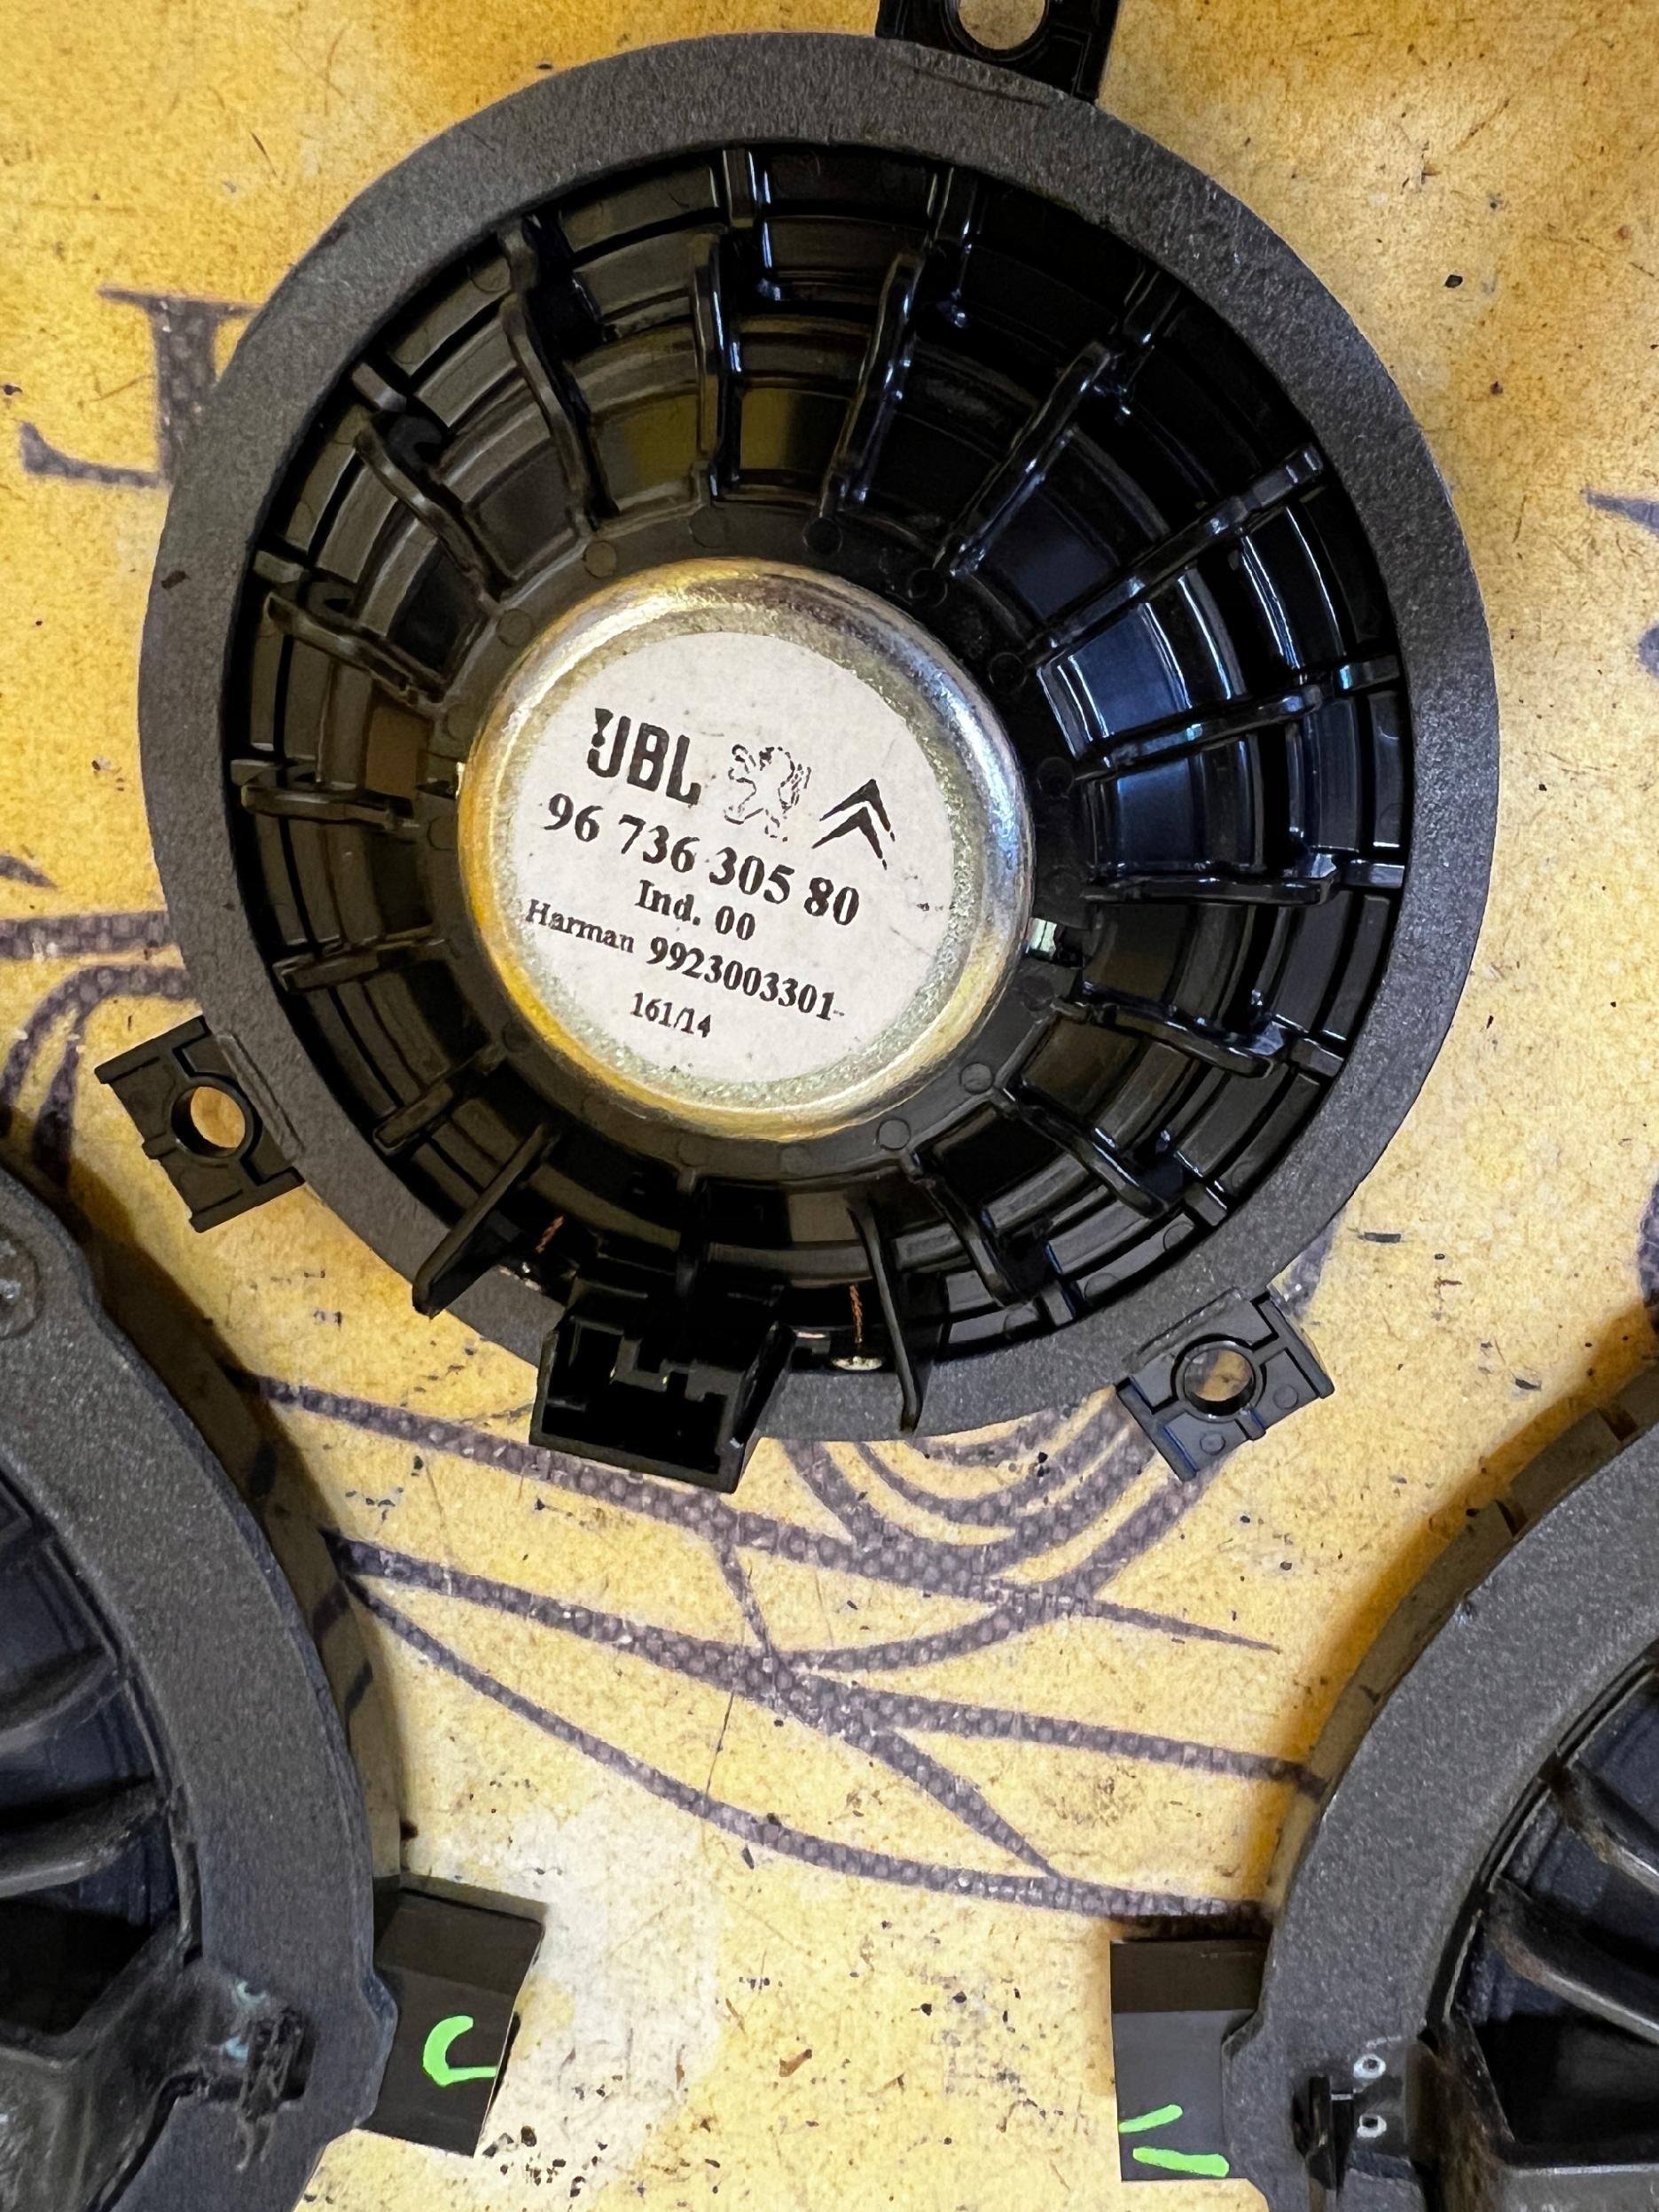 JBL
96 736 305 80
Ind. 00
Harman 9923003301-
161/14